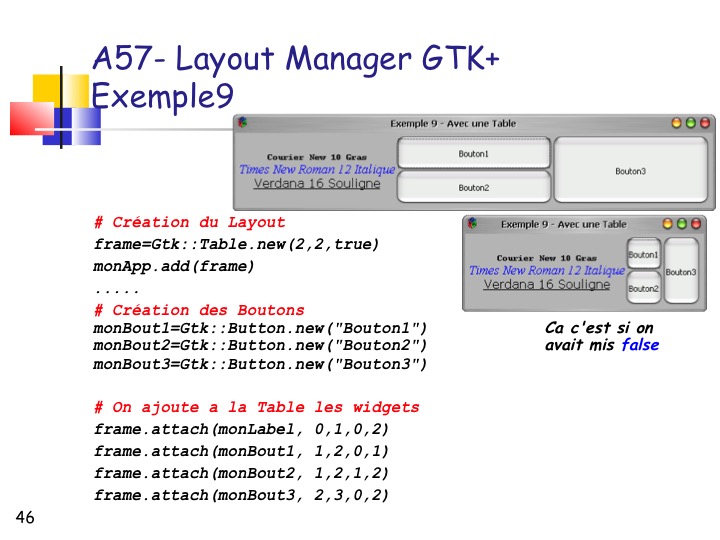 A57- Layout Manager GTK+
Exemple9
Exemple 9 - Avec une Table
Courier New 10 Gras
Times New Roman 12 Italique
Verdana 16 Souligne
Bouton1
Bouton2
Bouton3
Exemple 9 - Avec une Table
Courier New 10 Gras
Times New Roman 12 Italique
Verdana 16 Souligne
Bouton1
Bouton2
Bouton3
Ca c'est si on
avait mis false
# Création du Layout
frame=Gtk::Table.new(2,2,true)
monApp.add(frame)
.....
# Création des Boutons
monBout1=Gtk::Button.new("Bouton1")
monBout2=Gtk::Button.new("Bouton2")
monBout3=Gtk::Button.new("Bouton3")
# On ajoute a la Table les widgets
frame.attach(monLabel, 0,1,0,2)
frame.attach(monBout1, 1,2,0,1)
frame.attach(monBout2, 1,2,1,2)
frame.attach(monBout3, 2,3,0,2)
46